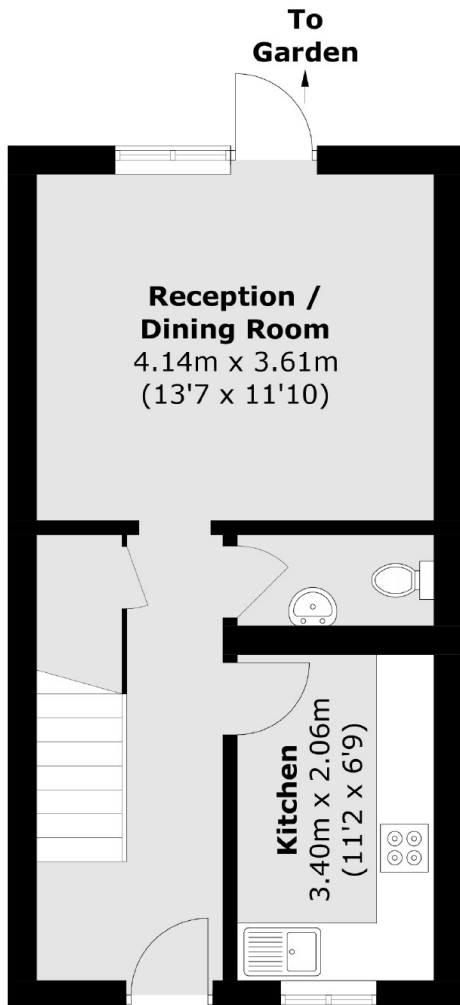 To
Garden
Reception /
Dining Room
4.14m x 3.61m
(13'7 x 11'10)
Kitchen
3.40m x 2.06m
(11'2 x 6'9)